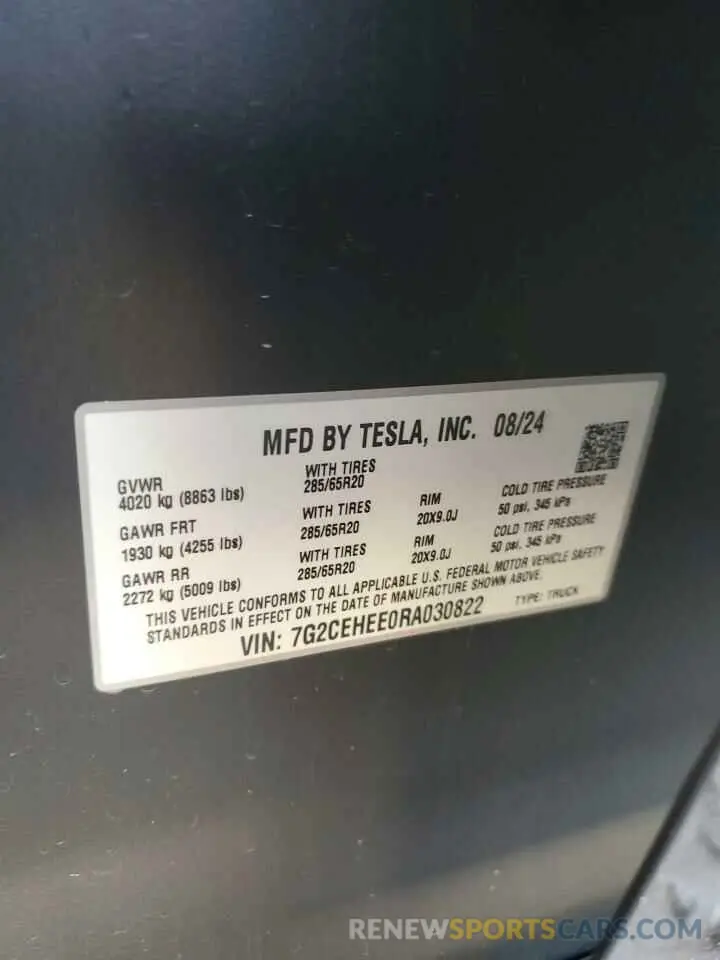 MFD BY TESLA, INC. 08/24
GVWR
4020 kg (8863 lbs)
WITH TIRES
285/65R20
GAWR FRT
1930 kg (4255 lbs)
WITH TIRES
285/65R20
RIM
20X9.0J
COLD TIRE PRESSURE
50 psi, 345 kPa
GAWR RR
2272 kg (5009 lbs)
WITH TIRES
285/65R20
RIM
20X9.0J
COLD TIRE PRESSURE
50 psi, 345 kPa
THIS VEHICLE CONFORMS TO ALL APPLICABLE U.S. FEDERAL MOTOR VEHICLE SAFETY
STANDARDS IN EFFECT ON THE DATE OF MANUFACTURE SHOWN ABOVE.
VIN: 7G2CEHEE0RA030822
TYPE: TRUCK
RENEWSPORTSCARS.COM